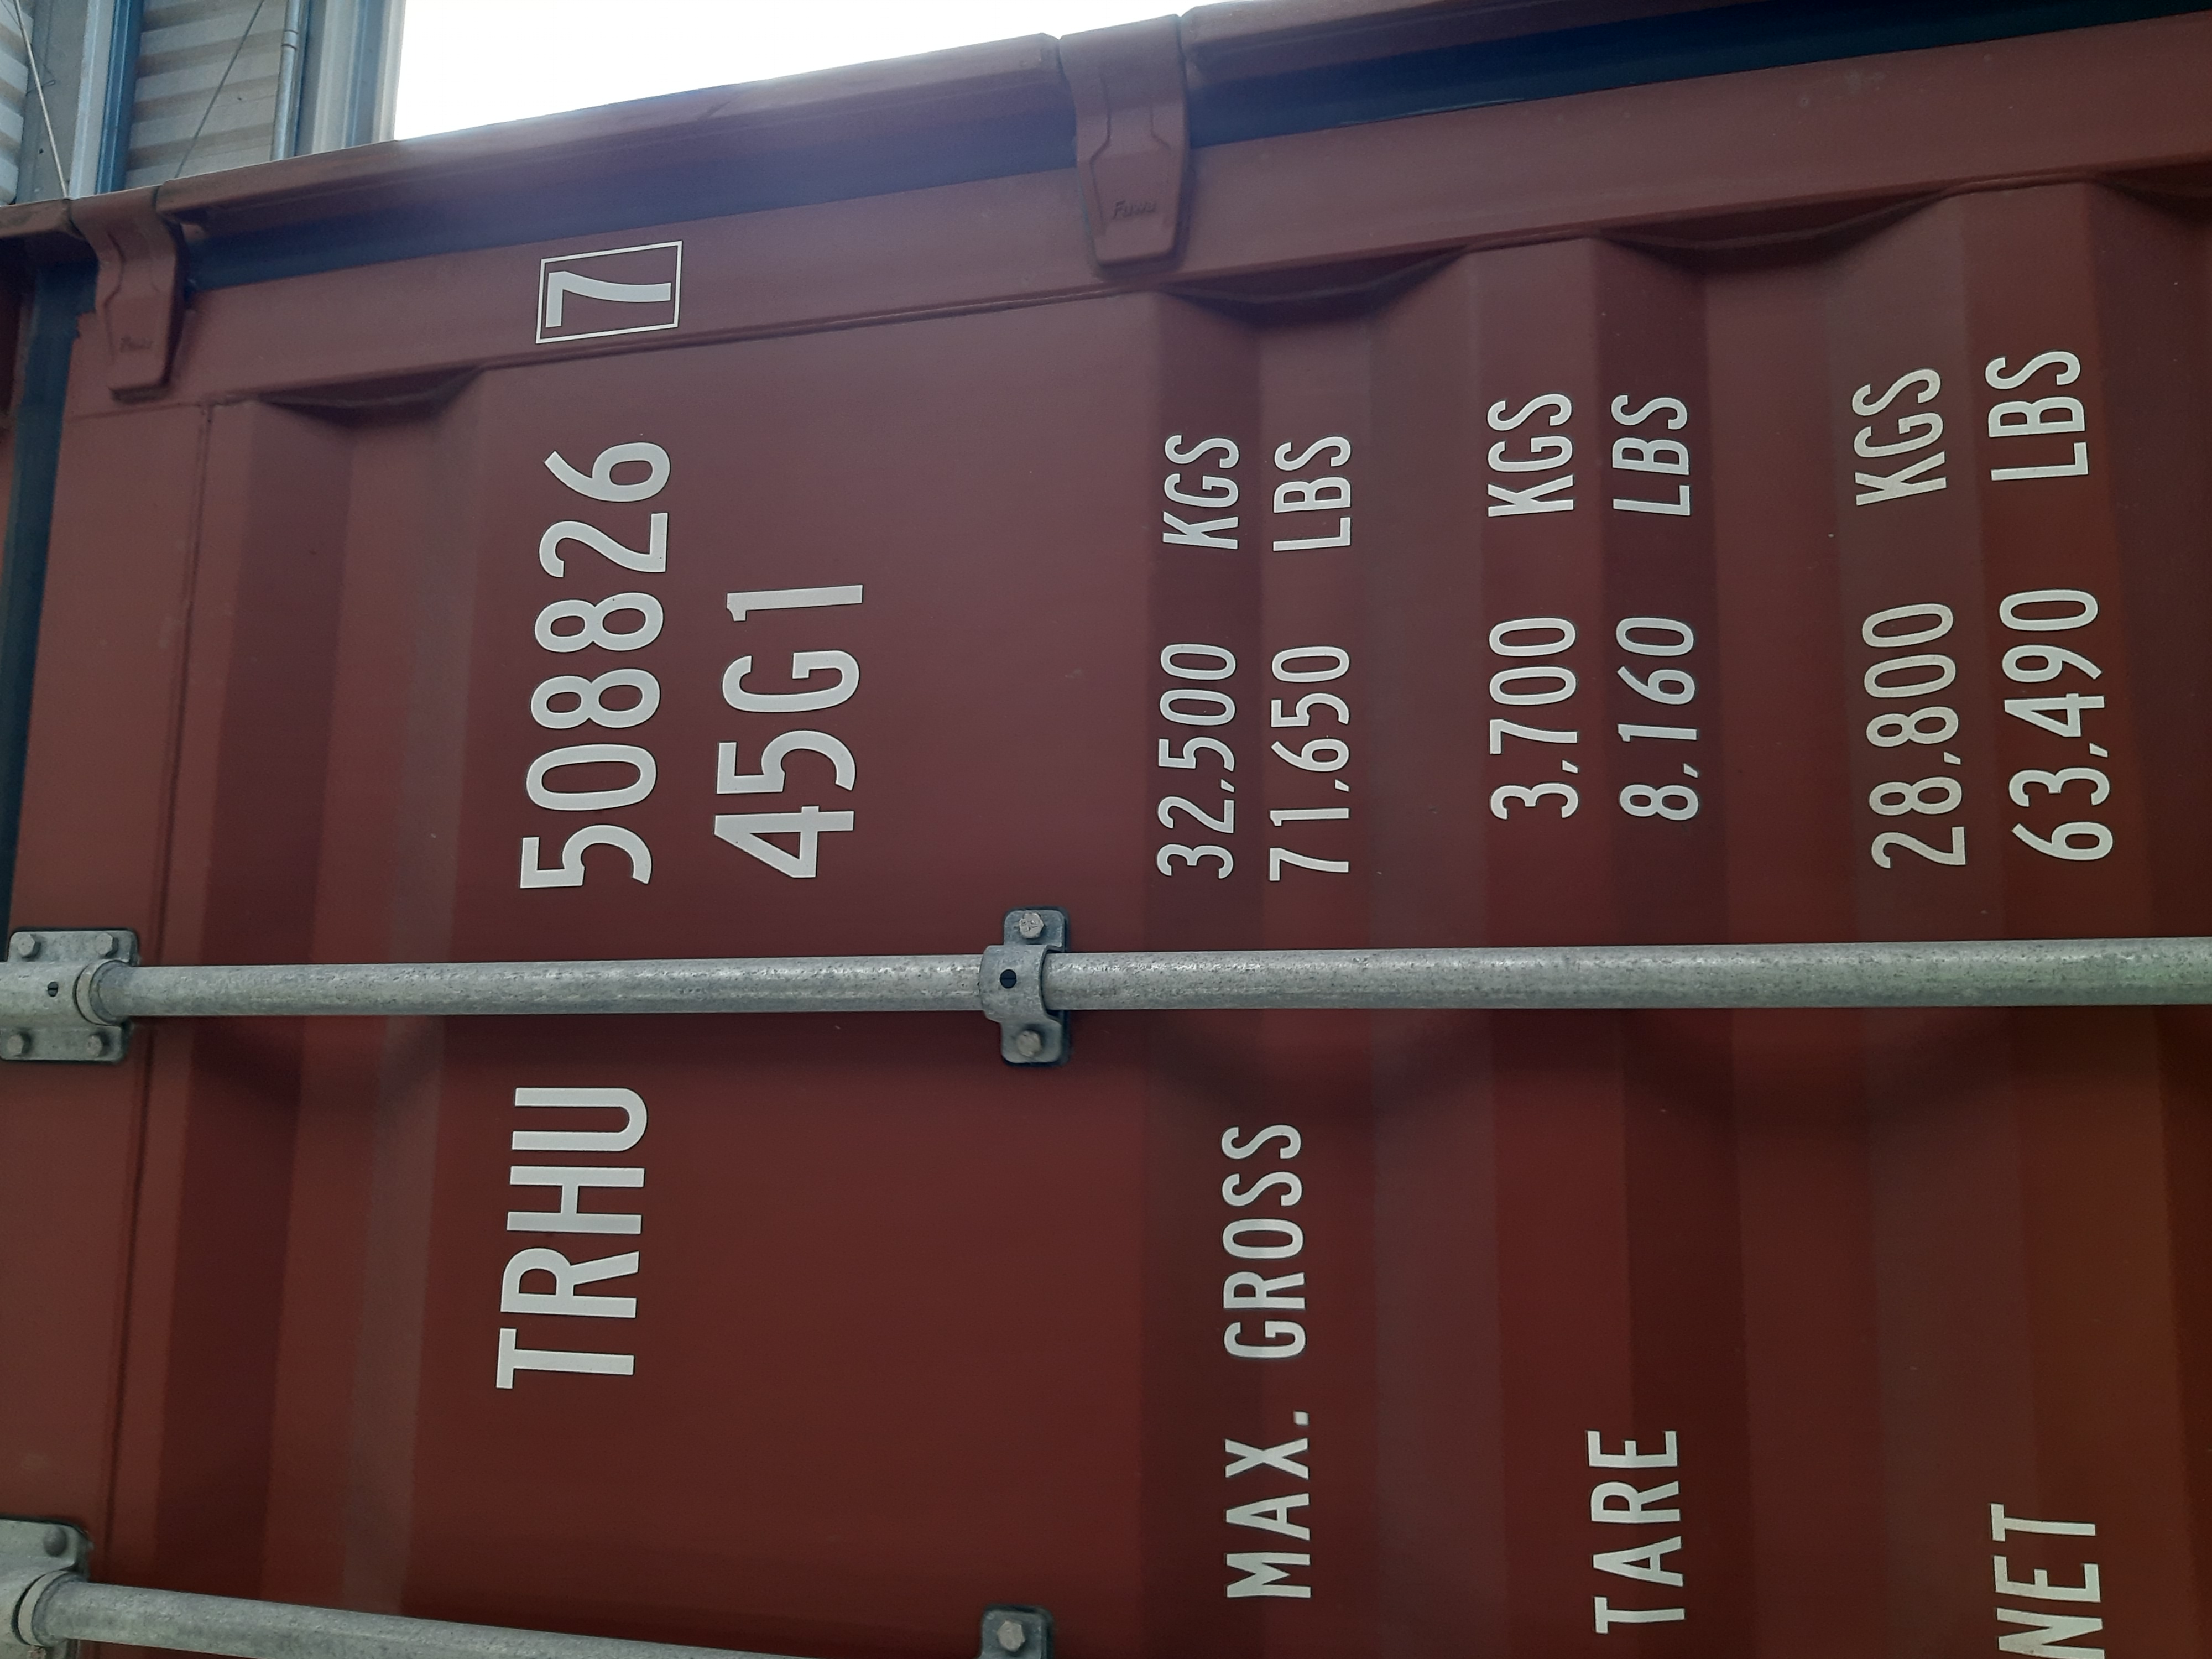 TRHU 508826 7
45G1
MAX. GROSS 32,500 KGS
71,650 LBS
TARE 3,700 KGS
8,160 LBS
NET 28,800 KGS
63,490 LBS